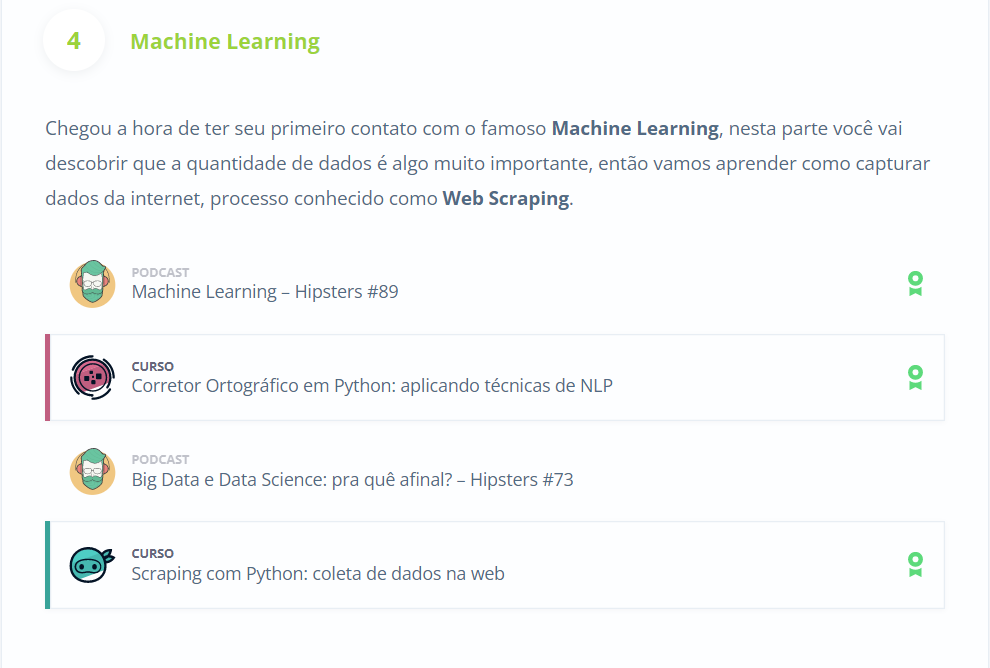 4
Machine Learning
Chegou a hora de ter seu primeiro contato com o famoso Machine Learning, nesta parte você vai
descobrir que a quantidade de dados é algo muito importante, então vamos aprender como capturar
dados da internet, processo conhecido como Web Scraping.
PODCAST
Machine Learning – Hipsters #89
CURSO
Corretor Ortográfico em Python: aplicando técnicas de NLP
PODCAST
Big Data e Data Science: pra quê afinal? – Hipsters #73
CURSO
Scraping com Python: coleta de dados na web